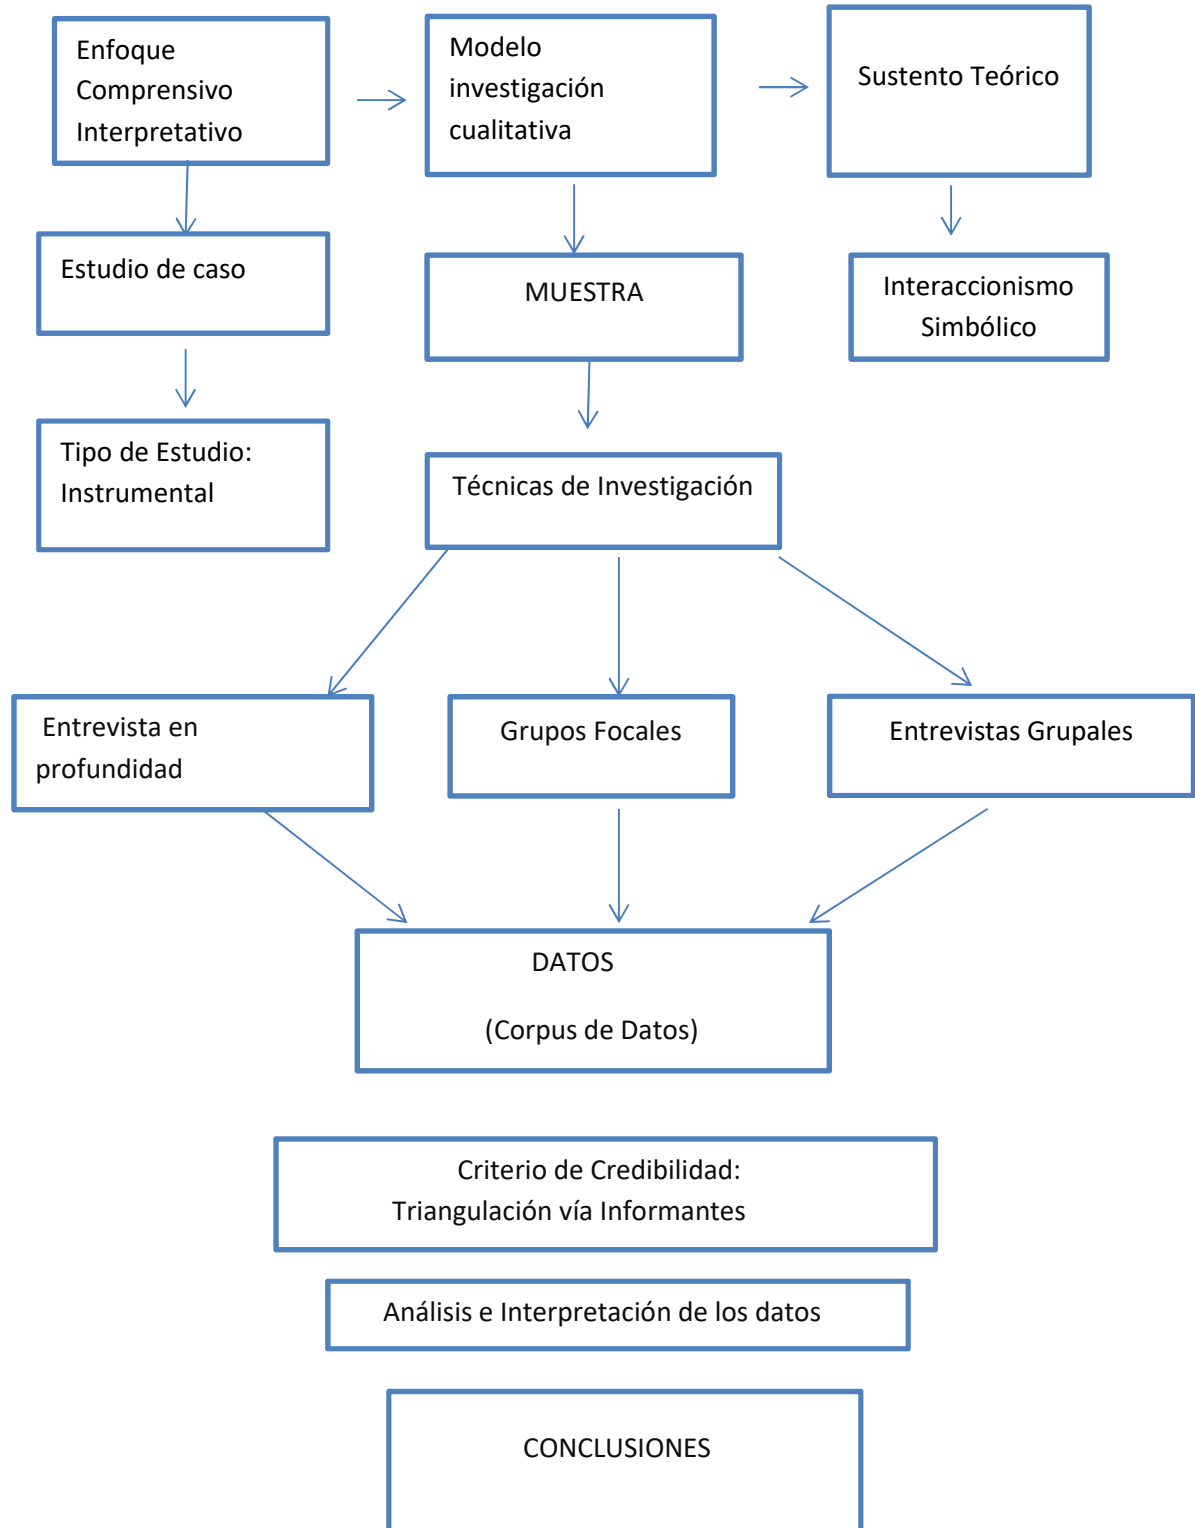 Enfoque
Comprensivo
Interpretativo
Modelo
investigación
cualitativa
Sustento Teórico
Estudio de caso
MUESTRA
Interaccionismo
Simbólico
Tipo de Estudio:
Instrumental
Técnicas de Investigación
Entrevista en
profundidad
Grupos Focales
Entrevistas Grupales
DATOS
(Corpus de Datos)
Criterio de Credibilidad:
Triangulación vía Informantes
Análisis e Interpretación de los datos
CONCLUSIONES